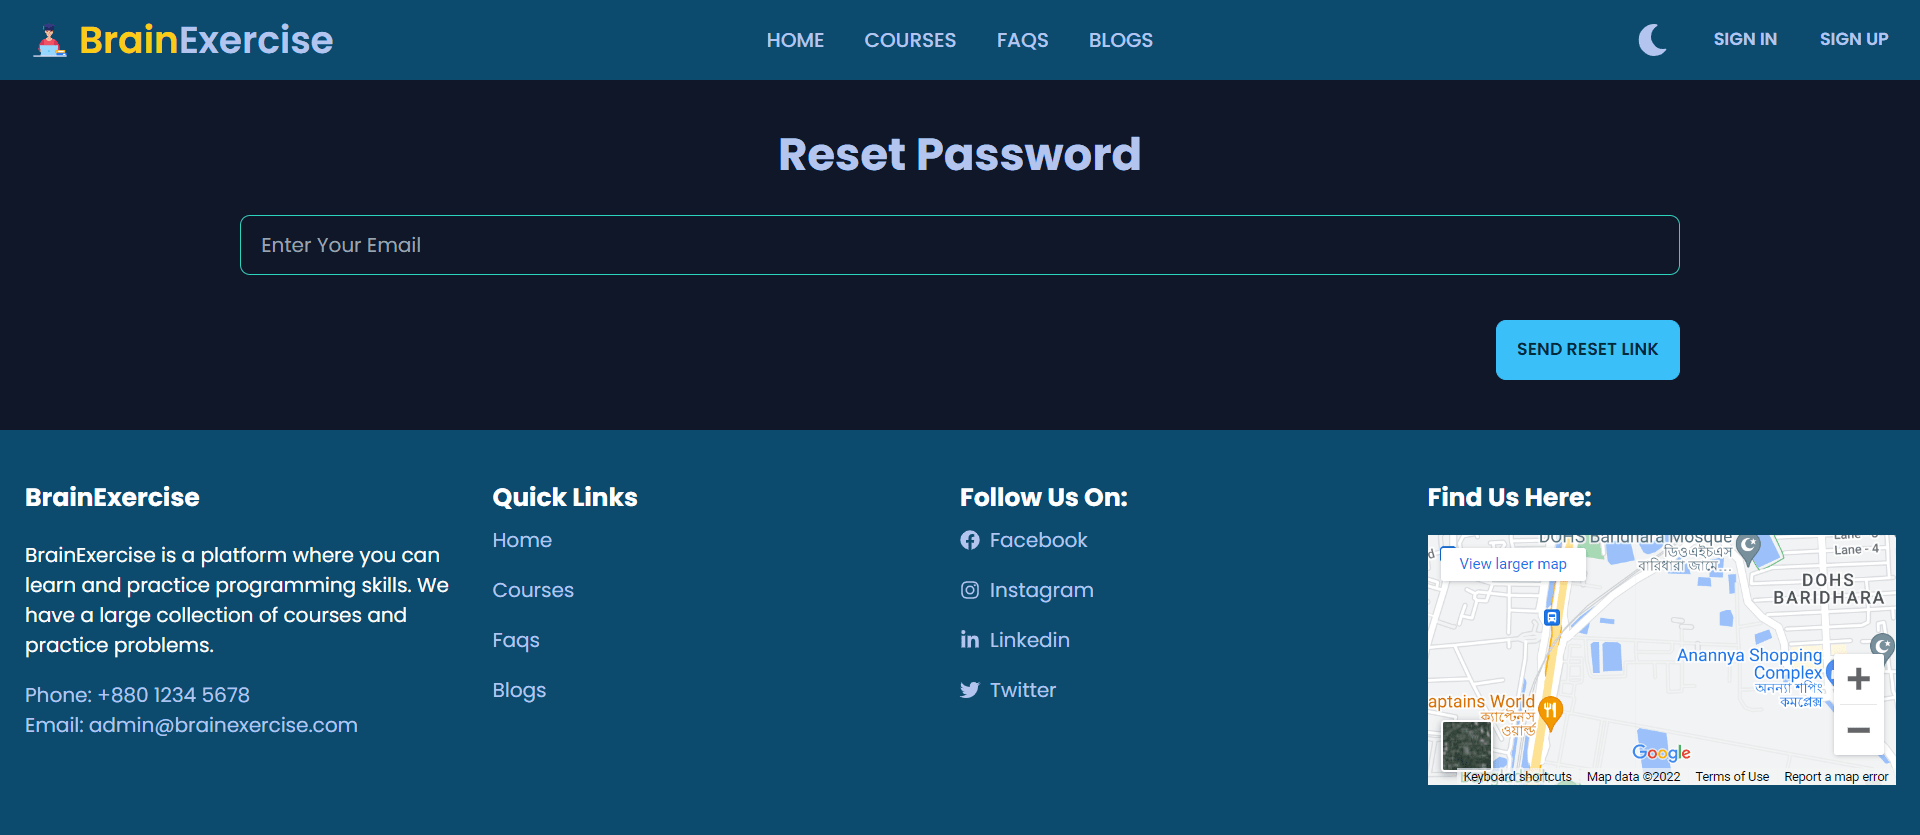 BrainExercise
HOME COURSES FAQS BLOGS
SIGN IN SIGN UP
Reset Password
Enter Your Email
SEND RESET LINK
BrainExercise
BrainExercise is a platform where you can
learn and practice programming skills. We
have a large collection of courses and
practice problems.
Phone: +880 1234 5678
Email: admin@brainexercise.com
Quick Links
Home
Courses
Faqs
Blogs
Follow Us On:
Facebook
Instagram
Linkedin
Twitter
Find Us Here:
View larger map
DOHS Baridhara Mosque
ডিওএইচএস
বারিধারা জামে...
Lane - 4
DOHS
BARIDHARA
Anannya Shopping
Complex
অনন্যা শপিং
কমপ্লেক্স
aptains World
ক্যাপ্টেন'স
ওয়ার্ল্ড
Google
Keyboard shortcuts Map data ©2022 Terms of Use Report a map error